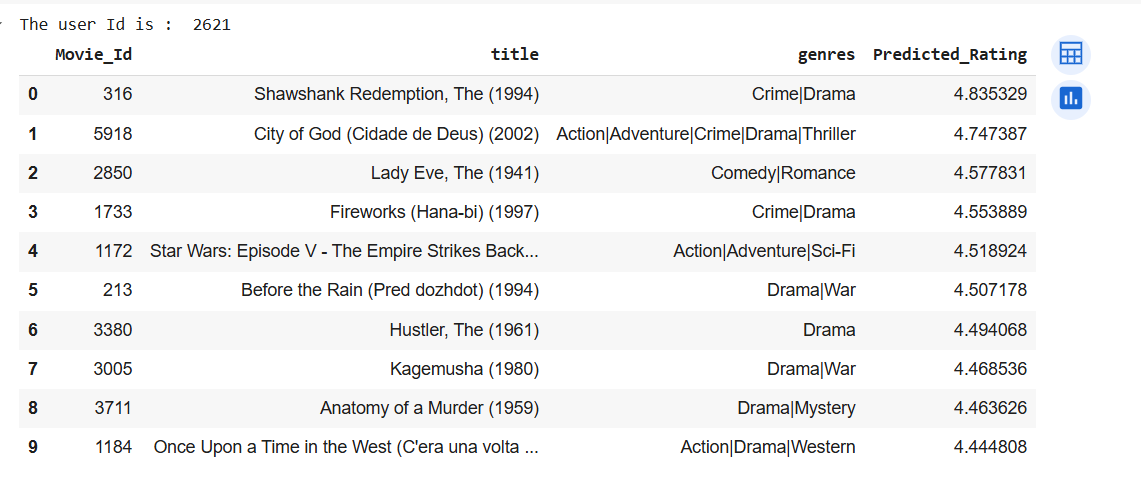 The user Id is :  2621
Movie_Id title genres Predicted_Rating
0 316 Shawshank Redemption, The (1994) Crime|Drama 4.835329
1 5918 City of God (Cidade de Deus) (2002) Action|Adventure|Crime|Drama|Thriller 4.747387
2 2850 Lady Eve, The (1941) Comedy|Romance 4.577831
3 1733 Fireworks (Hana-bi) (1997) Crime|Drama 4.553889
4 1172 Star Wars: Episode V - The Empire Strikes Back... Action|Adventure|Sci-Fi 4.518924
5 213 Before the Rain (Pred dozhdot) (1994) Drama|War 4.507178
6 3380 Hustler, The (1961) Drama 4.494068
7 3005 Kagemusha (1980) Drama|War 4.468536
8 3711 Anatomy of a Murder (1959) Drama|Mystery 4.463626
9 1184 Once Upon a Time in the West (C'era una volta ... Action|Drama|Western 4.444808